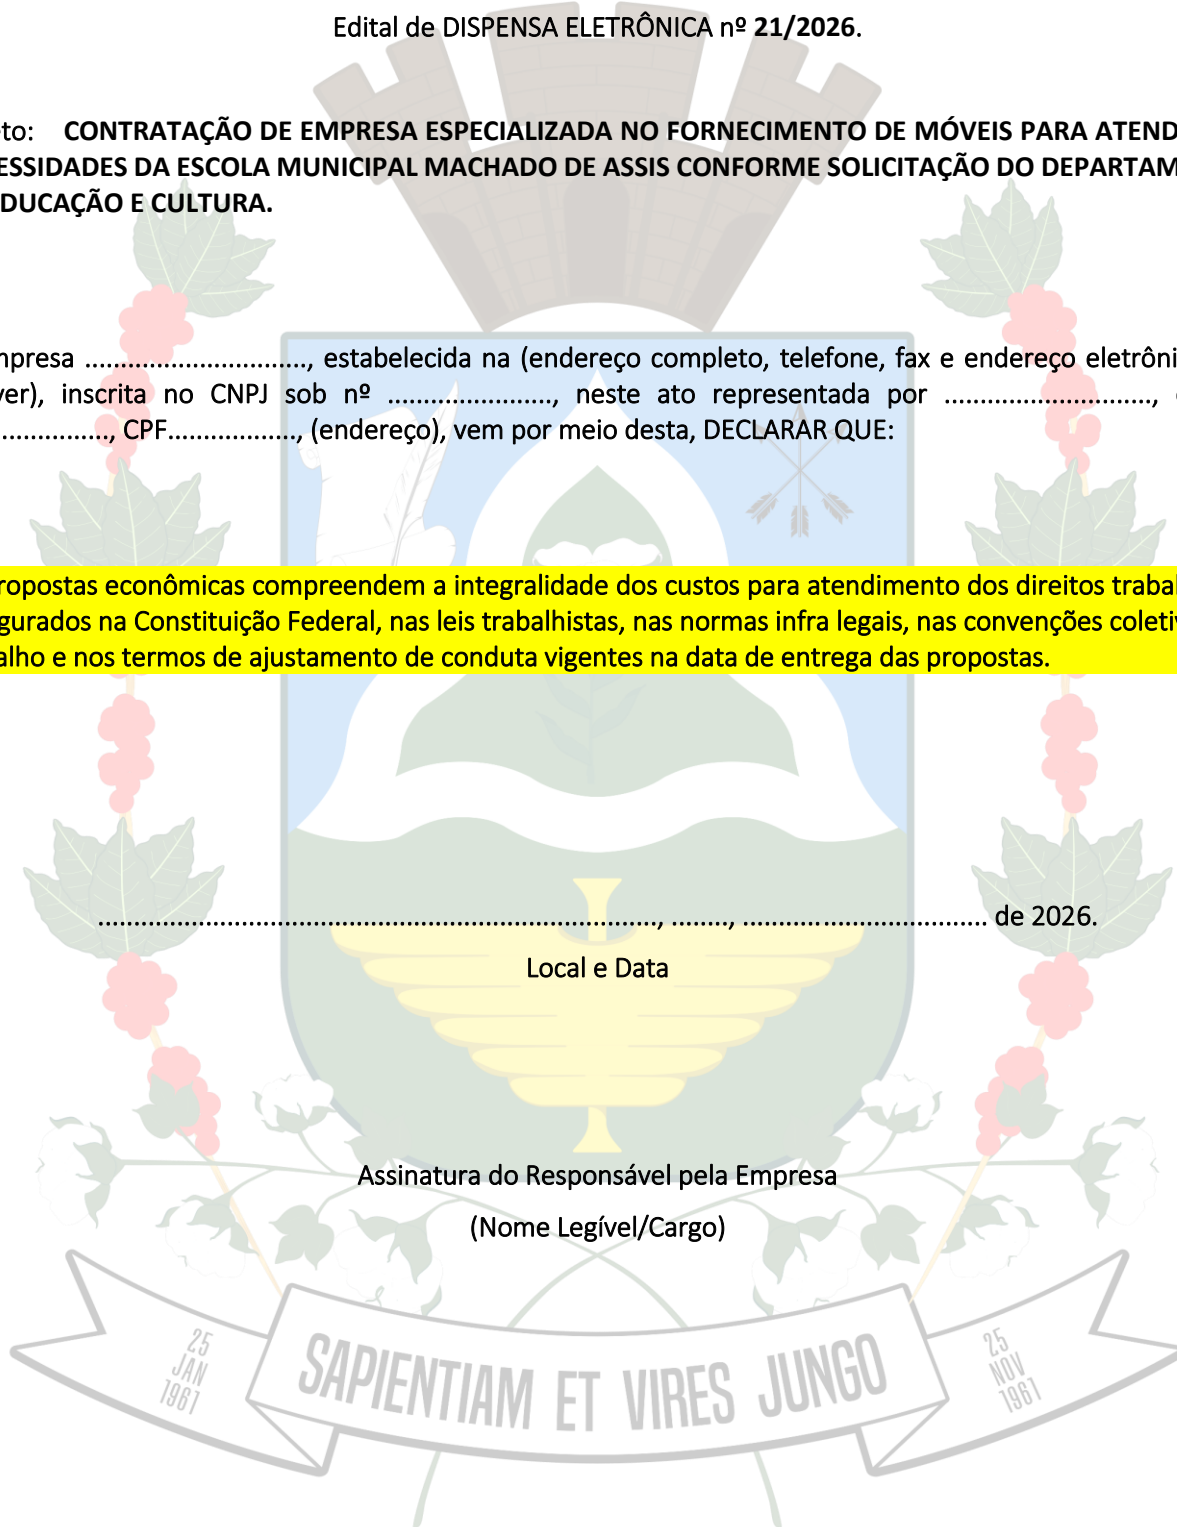 Edital de DISPENSA ELETRÔNICA nº 21/2026.
eto: CONTRATAÇÃO DE EMPRESA ESPECIALIZADA NO FORNECIMENTO DE MÓVEIS PARA ATEND
ESSIDADES DA ESCOLA MUNICIPAL MACHADO DE ASSIS CONFORME SOLICITAÇÃO DO DEPARTAM
DUCAÇÃO E CULTURA.
mpresa ..............................., estabelecida na (endereço completo, telefone, fax e endereço eletrôni
ver), inscrita no CNPJ sob nº ......................., neste ato representada por ............................,
................, CPF.................., (endereço), vem por meio desta, DECLARAR QUE:
ropostas econômicas compreendem a integralidade dos custos para atendimento dos direitos trabal
gurados na Constituição Federal, nas leis trabalhistas, nas normas infra legais, nas convenções coleti
alho e nos termos de ajustamento de conduta vigentes na data de entrega das propostas.
.............................................................................., ........, .................................. de 2026.
Local e Data
Assinatura do Responsável pela Empresa
(Nome Legível/Cargo)
25
JAN
1961
SAPIENTIAM ET VIRES JUNGO
25
NOV
1961